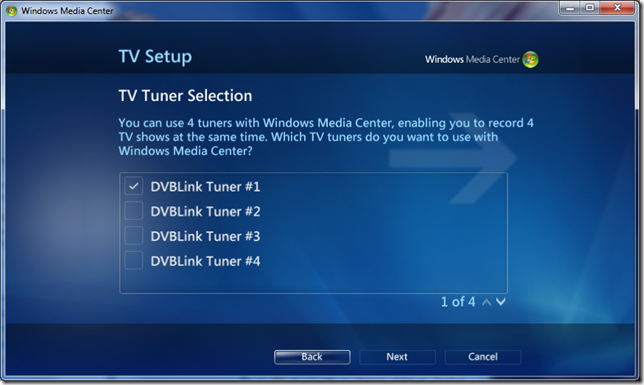 Windows Media Center
TV Setup
Windows Media Center
TV Tuner Selection
You can use 4 tuners with Windows Media Center, enabling you to record 4
TV shows at the same time. Which TV tuners do you want to use with
Windows Media Center?
DVBLink Tuner #1
DVBLink Tuner #2
DVBLink Tuner #3
DVBLink Tuner #4
1 of 4
Back Next Cancel